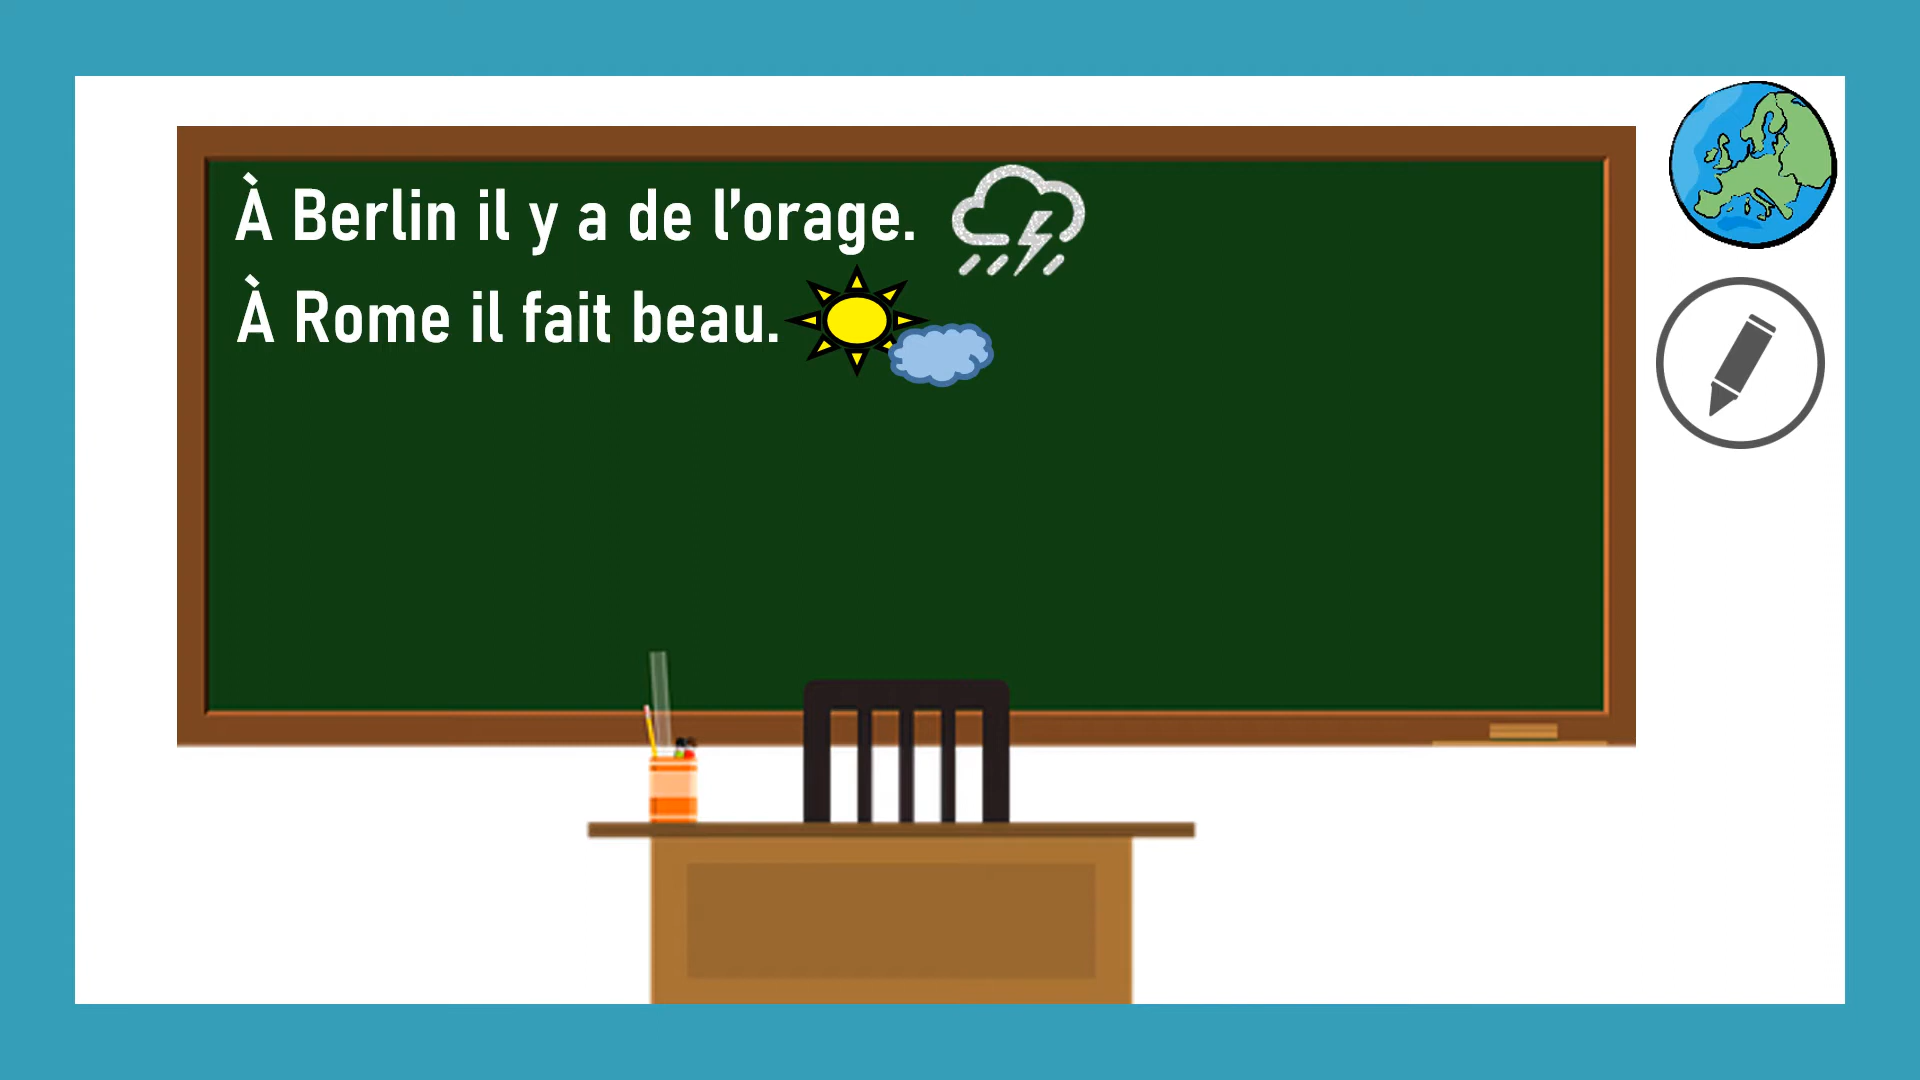 À Berlin il y a de l’orage.
À Rome il fait beau.